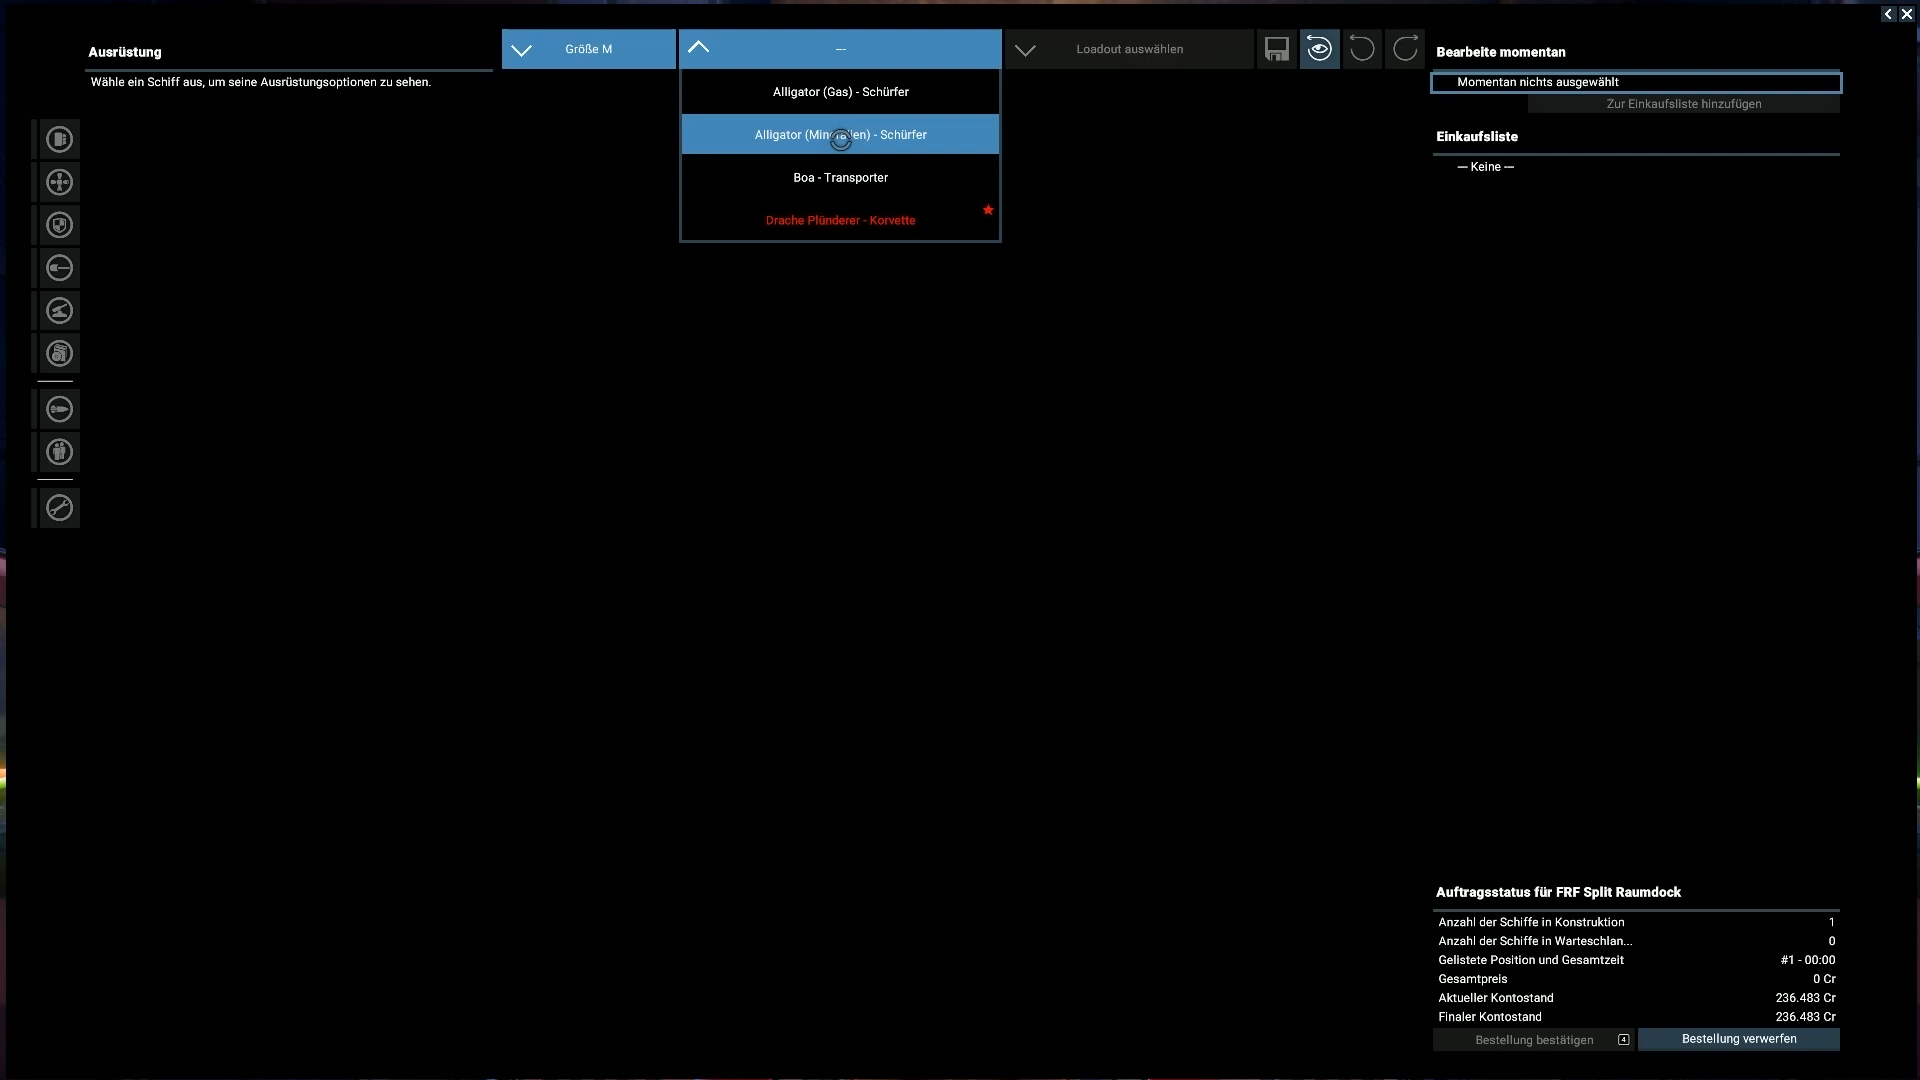 Ausrüstung
Wähle ein Schiff aus, um seine Ausrüstungsoptionen zu sehen.
Größe M
---
Alligator (Gas) - Schürfer
Alligator (Mineralien) - Schürfer
Boa - Transporter
Drache Plünderer - Korvette
Loadout auswählen
Bearbeite momentan
Momentan nichts ausgewählt
Zur Einkaufsliste hinzufügen
Einkaufsliste
--- Keine ---
Auftragsstatus für FRF Split Raumdock
Anzahl der Schiffe in Konstruktion 1
Anzahl der Schiffe in Warteschlan... 0
Gelistete Position und Gesamtzeit #1 - 00:00
Gesamtpreis 0 Cr
Aktueller Kontostand 236.483 Cr
Finaler Kontostand 236.483 Cr
Bestellung bestätigen 4 Bestellung verwerfen